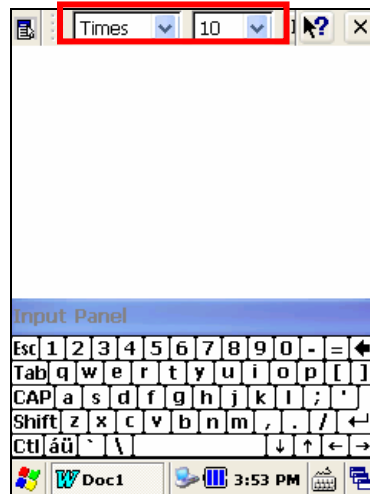 Times 10 ?
Input Panel
Esc 1 2 3 4 5 6 7 8 9 0 - =
Tab q w e r t y u i o p [ ]
CAP a s d f g h j k l ; '
Shift z x c v b n m , . /
Ctl áü ` \
W Doc1 3:53 PM